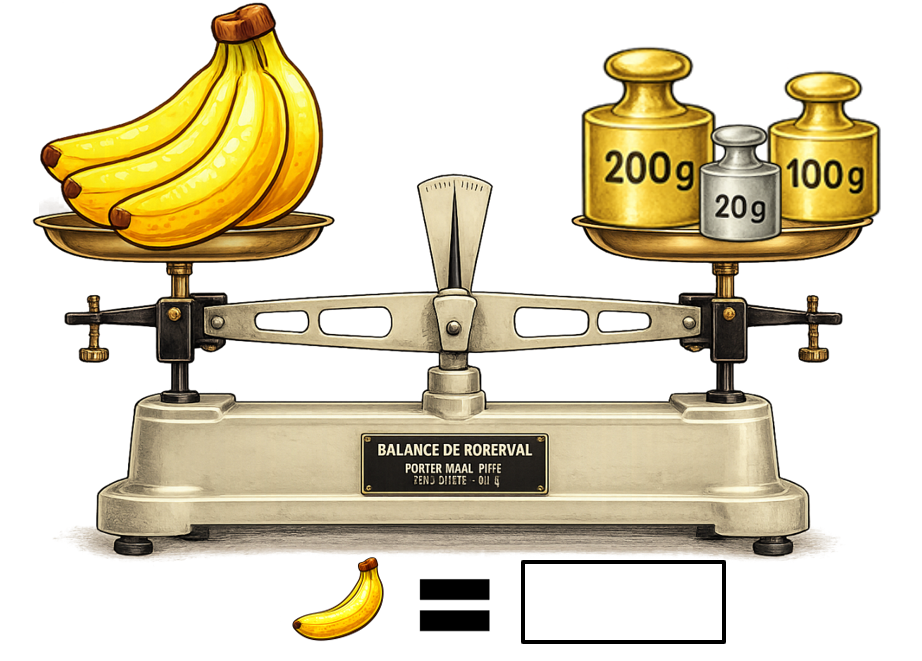 200g
20g
100g
BALANCE DE RORERVAL
PORTER MAAL PIFFE